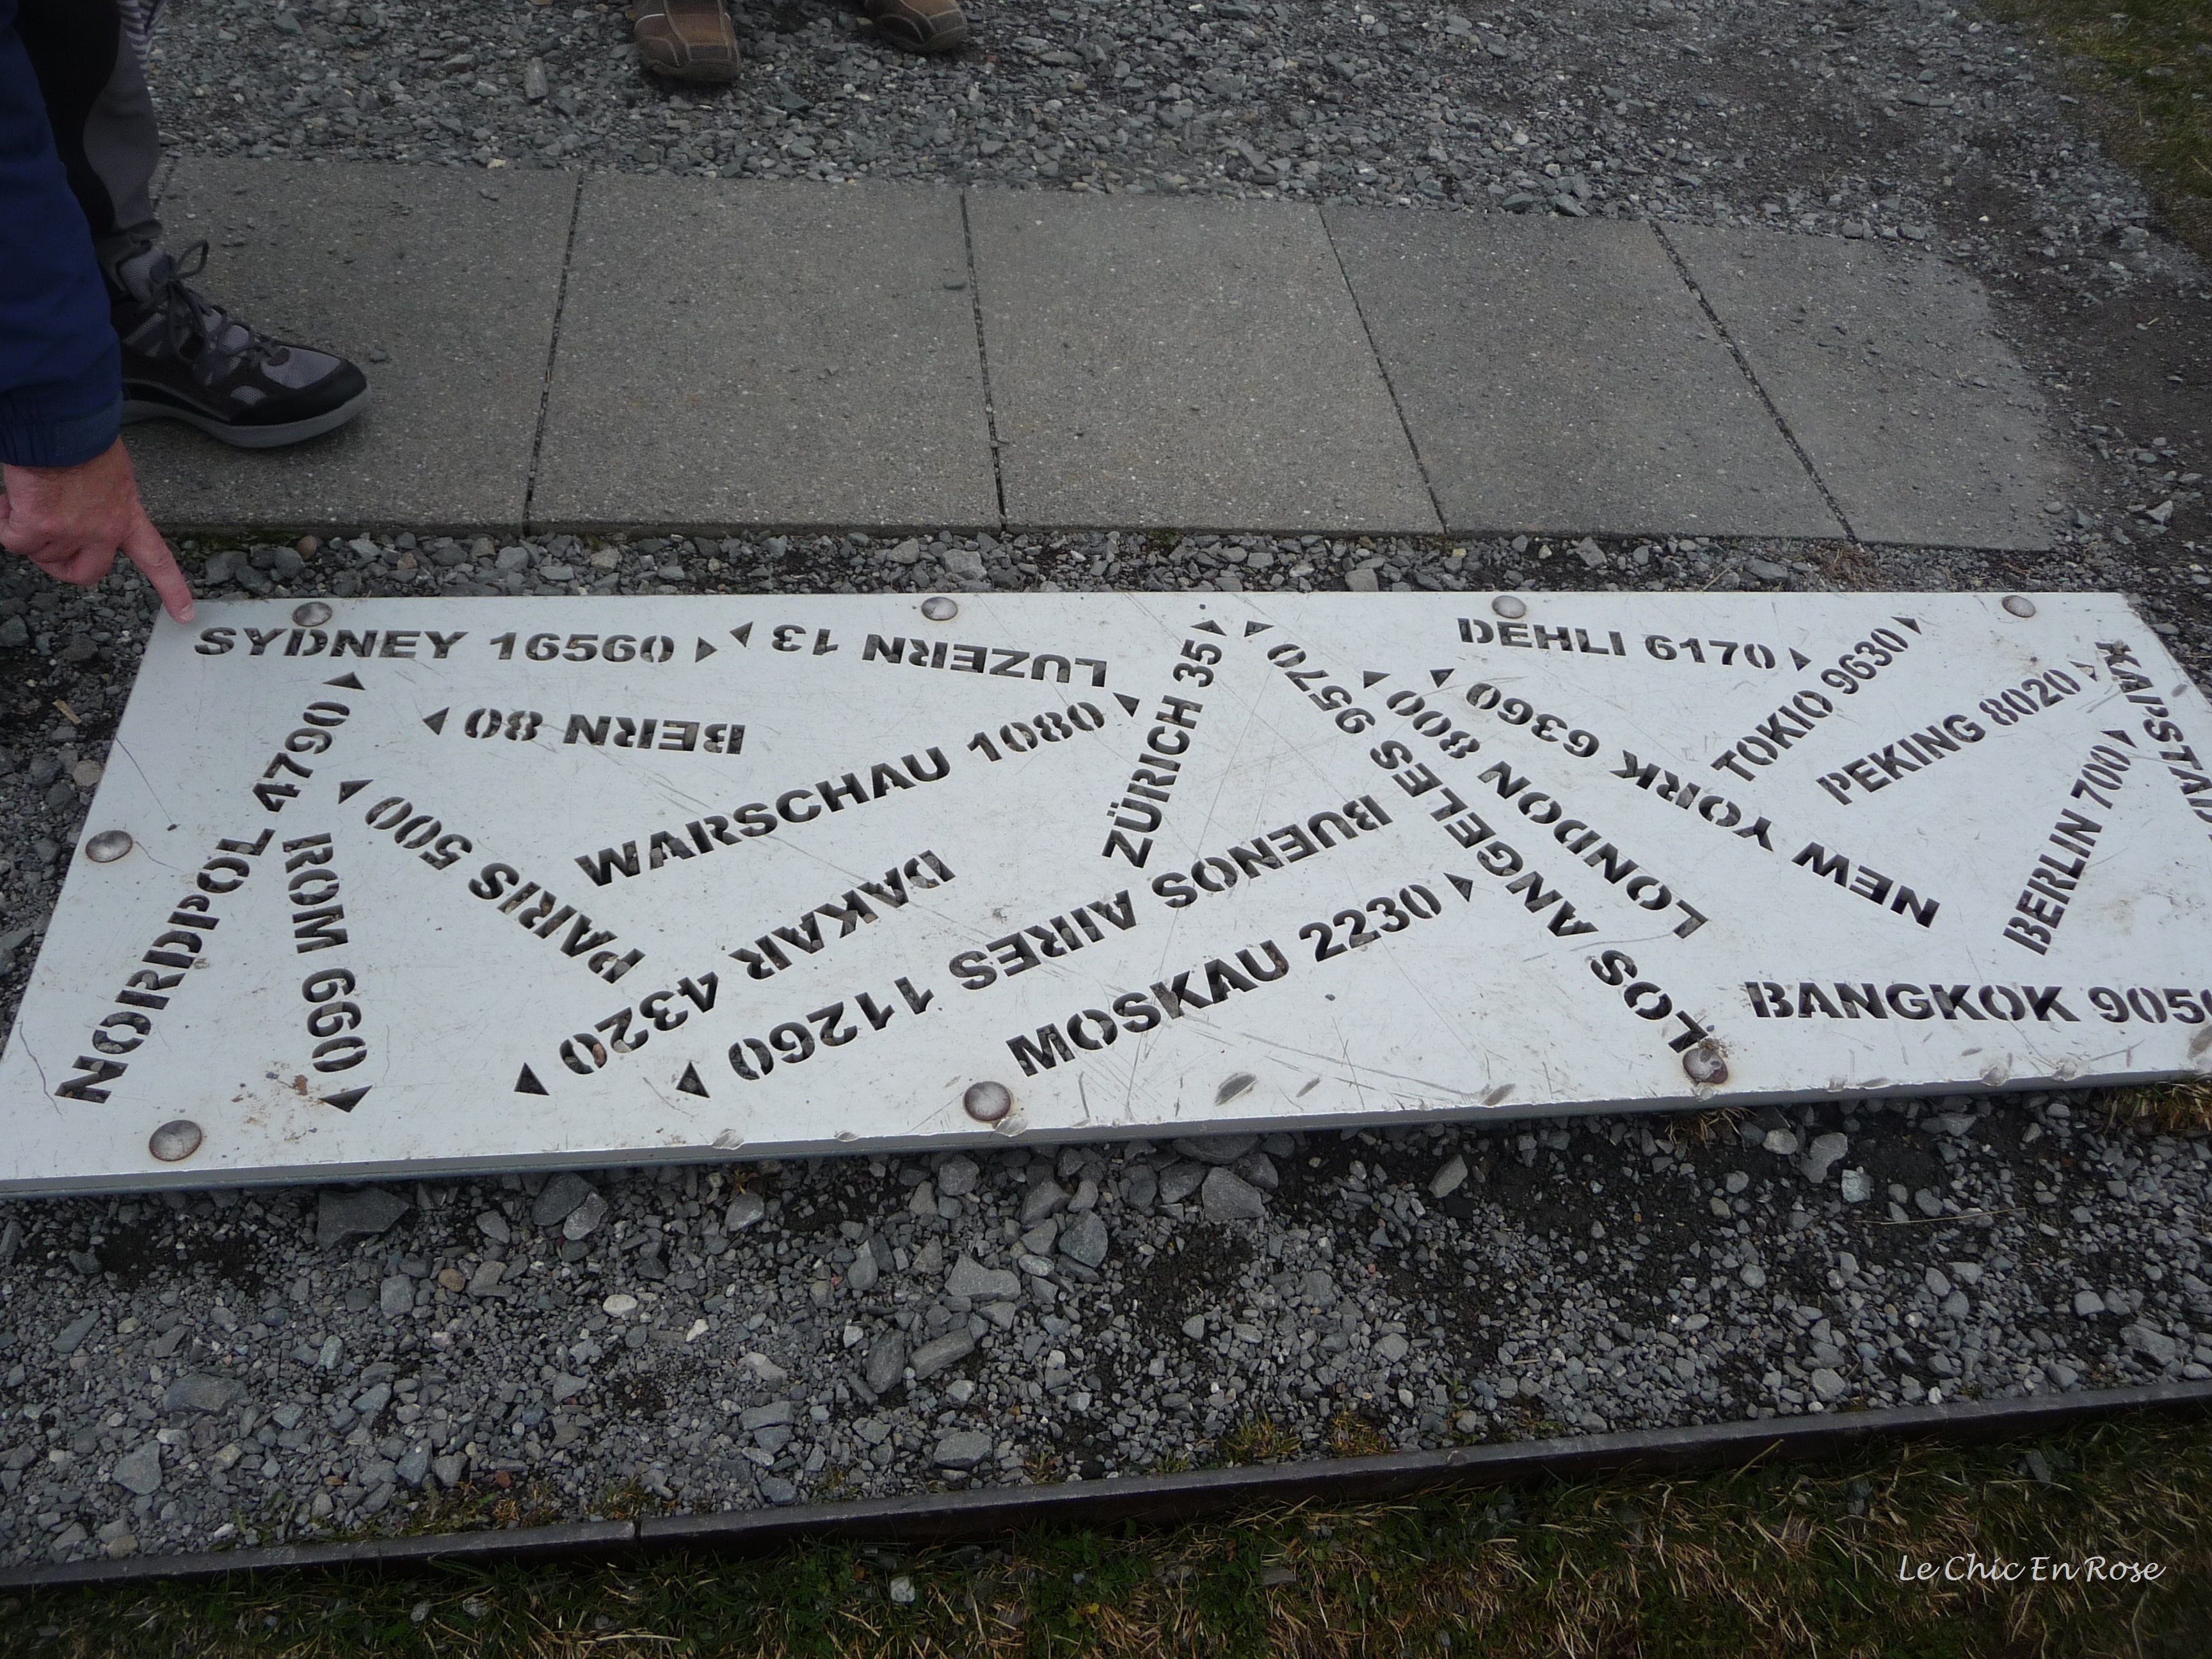 SYDNEY 16560
LUZERN 13
BERN 80
NORDPOL 4790
ROM 660
PARIS 500
WARSCHAU 1080
ZÜRICH 35
DAKAR 4320
BUENOS AIRES 11260
MOSKAU 2230
LOS ANGELES 9570
LONDON 800
NEW YORK 6360
DEHLI 6170
TOKIO 9630
PEKING 8020
BERLIN 700
BANGKOK 905
Le Chic En Rose